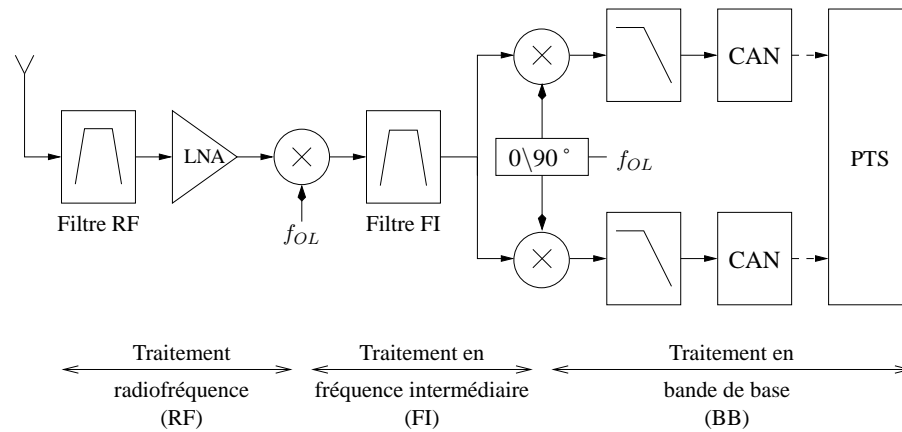 CAN
LNA
0\90°
f_OL
PTS
Filtre RF
f_OL
Filtre FI
CAN
Traitement
radiofréquence
(RF)
Traitement en
fréquence intermédiaire
(FI)
Traitement en
bande de base
(BB)